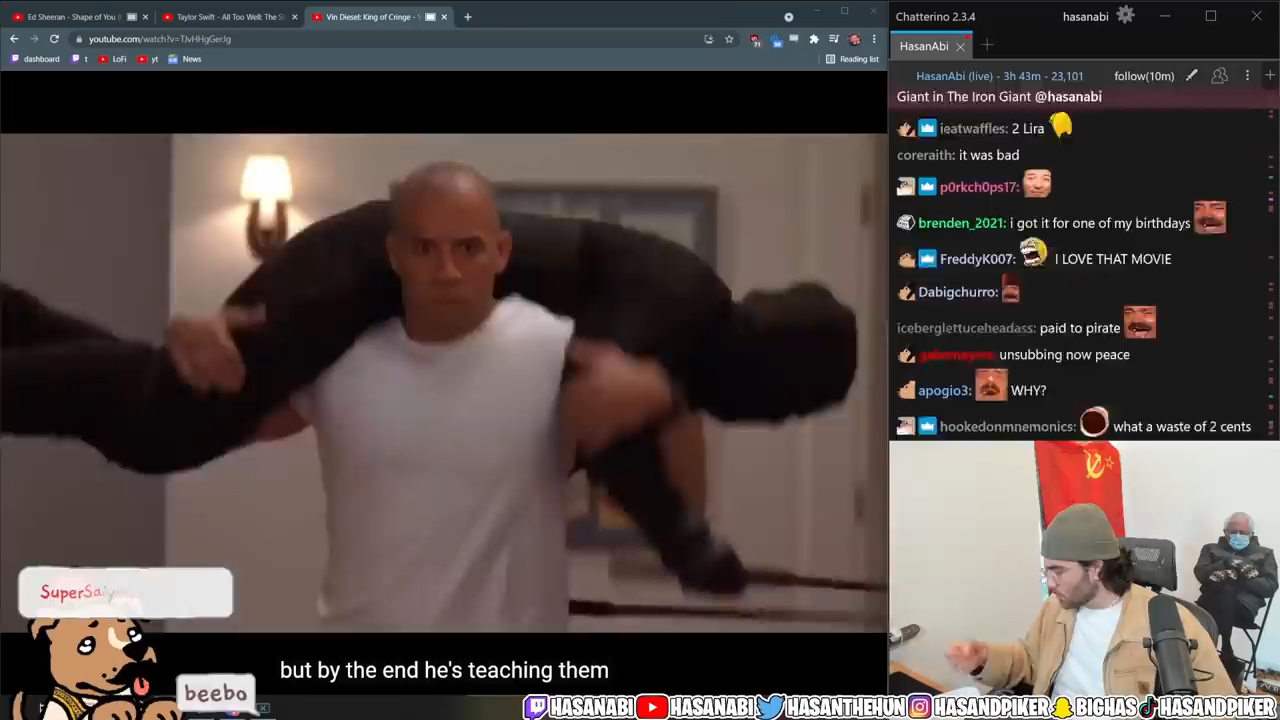 Ed Sheeran - Shape of You (
Taylor Swift - All Too Well: The S
Vin Diesel: King of Cringe -
youtube.com/watch?v=TJvHHgGerJg
dashboard
t
LoFi
yt
News
Reading list
but by the end he's teaching them
SuperSaiy
beebo
Chatterino 2.3.4
hasanabi
HasanAbi
HasanAbi (live) - 3h 43m - 23,101
follow(10m)
Giant in The Iron Giant @hasanabi
ieatwaffles: 2 Lira
coreraith: it was bad
p0rkch0ps17:
brenden_2021: i got it for one of my birthdays
FreddyK007: I LOVE THAT MOVIE
Dabigchurro:
iceberglettuceheadass: paid to pirate
unsubbing now peace
apogio3: WHY?
hookedonmnemonics: what a waste of 2 cents
HASANABI HASANABI HASANTHEHUN HASANDPIKER BIGHAS HASANDPIKER